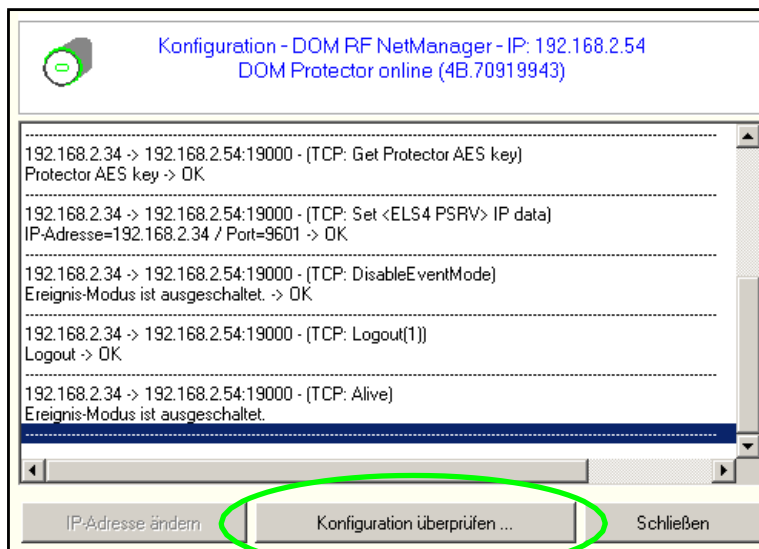 Konfiguration - DOM RF NetManager - IP: 192.168.2.54
DOM Protector online (4B.70919943)
192.168.2.34 -> 192.168.2.54:19000 - (TCP: Get Protector AES key)
Protector AES key -> OK
192.168.2.34 -> 192.168.2.54:19000 - (TCP: Set <ELS4 PSRV> IP data)
IP-Adresse=192.168.2.34 / Port=9601 -> OK
192.168.2.34 -> 192.168.2.54:19000 - (TCP: DisableEventMode)
Ereignis-Modus ist ausgeschaltet. -> OK
192.168.2.34 -> 192.168.2.54:19000 - (TCP: Logout(1))
Logout -> OK
192.168.2.34 -> 192.168.2.54:19000 - (TCP: Alive)
Ereignis-Modus ist ausgeschaltet.
IP-Adresse ändern
Konfiguration überprüfen ...
Schließen